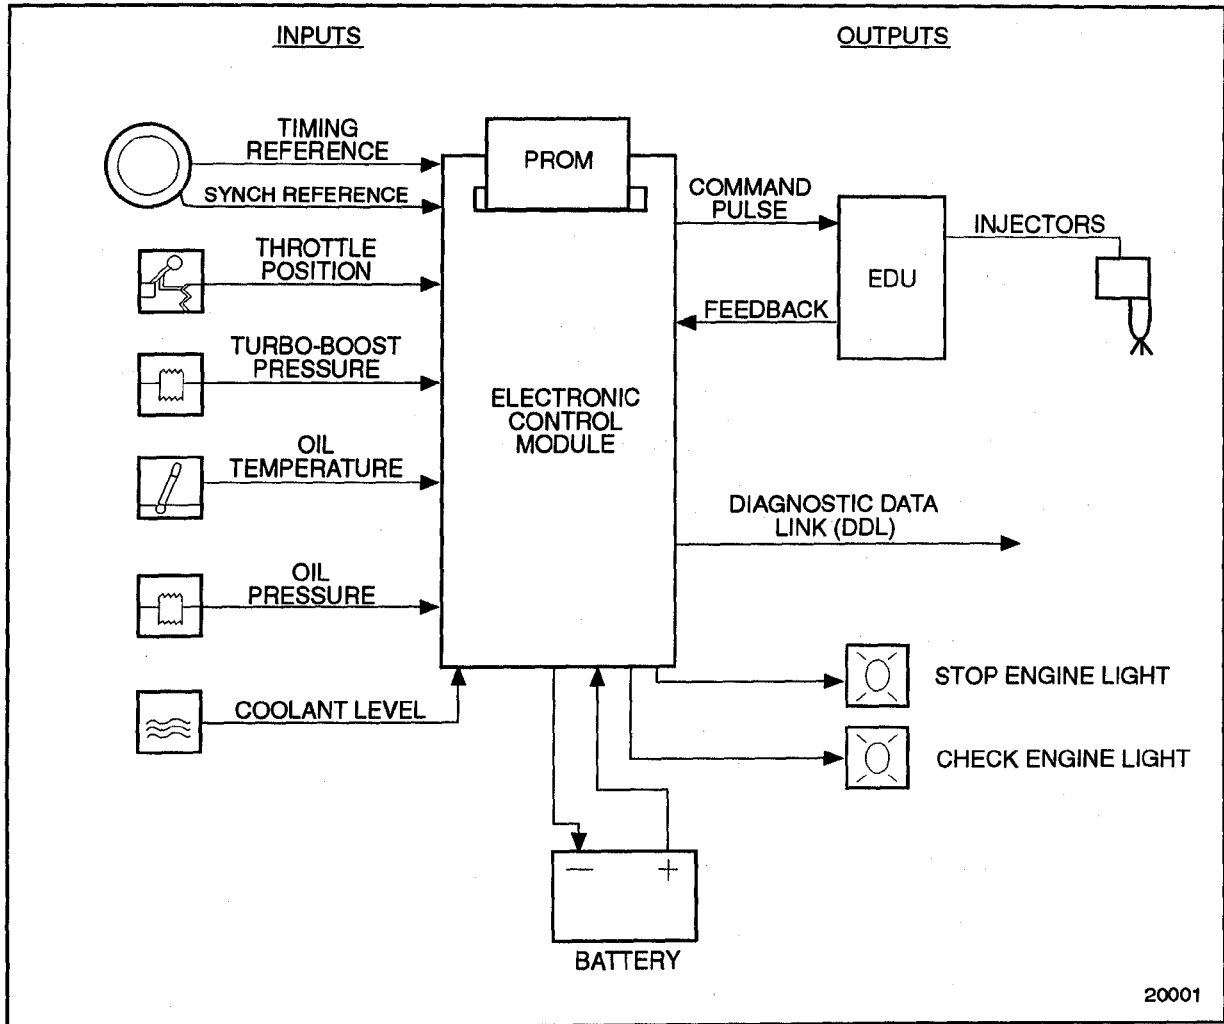 INPUTS
OUTPUTS
TIMING
REFERENCE
SYNCH REFERENCE
THROTTLE
POSITION
TURBO-BOOST
PRESSURE
OIL
TEMPERATURE
OIL
PRESSURE
COOLANT LEVEL
PROM
ELECTRONIC
CONTROL
MODULE
COMMAND
PULSE
FEEDBACK
EDU
INJECTORS
DIAGNOSTIC DATA
LINK (DDL)
STOP ENGINE LIGHT
CHECK ENGINE LIGHT
— +
BATTERY
20001